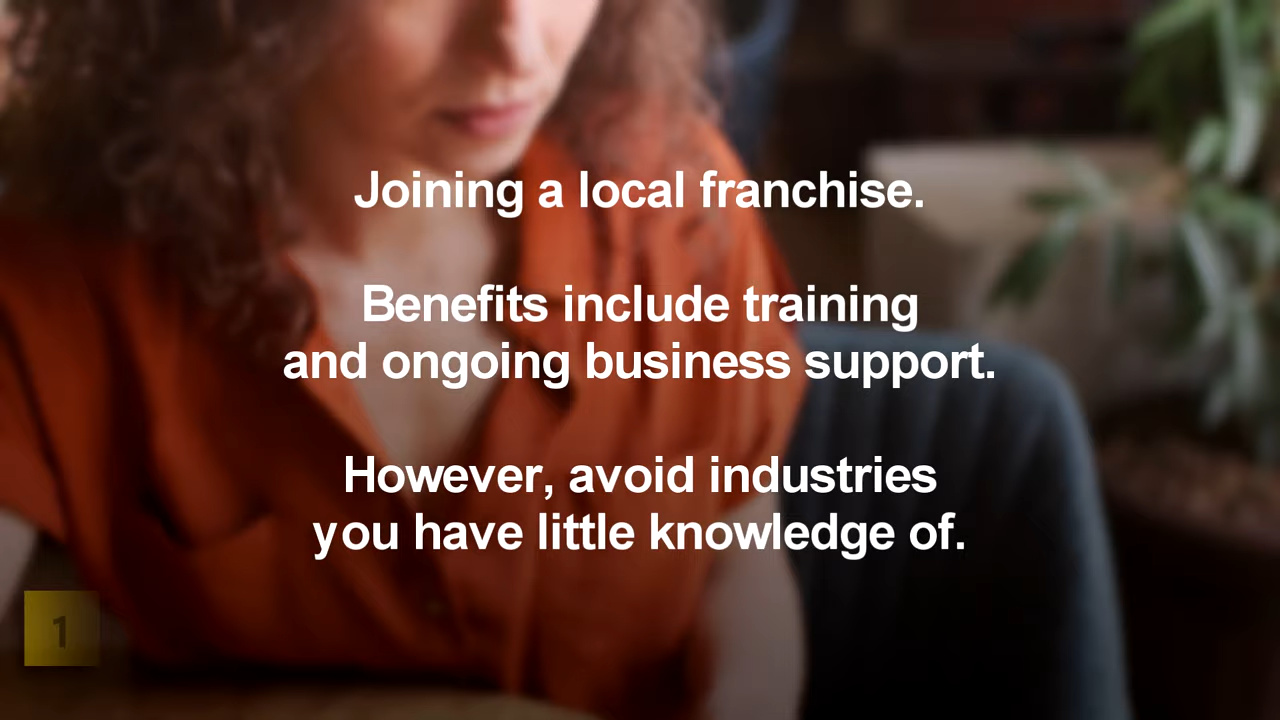 Joining a local franchise.
Benefits include training
and ongoing business support.
However, avoid industries
you have little knowledge of.
1